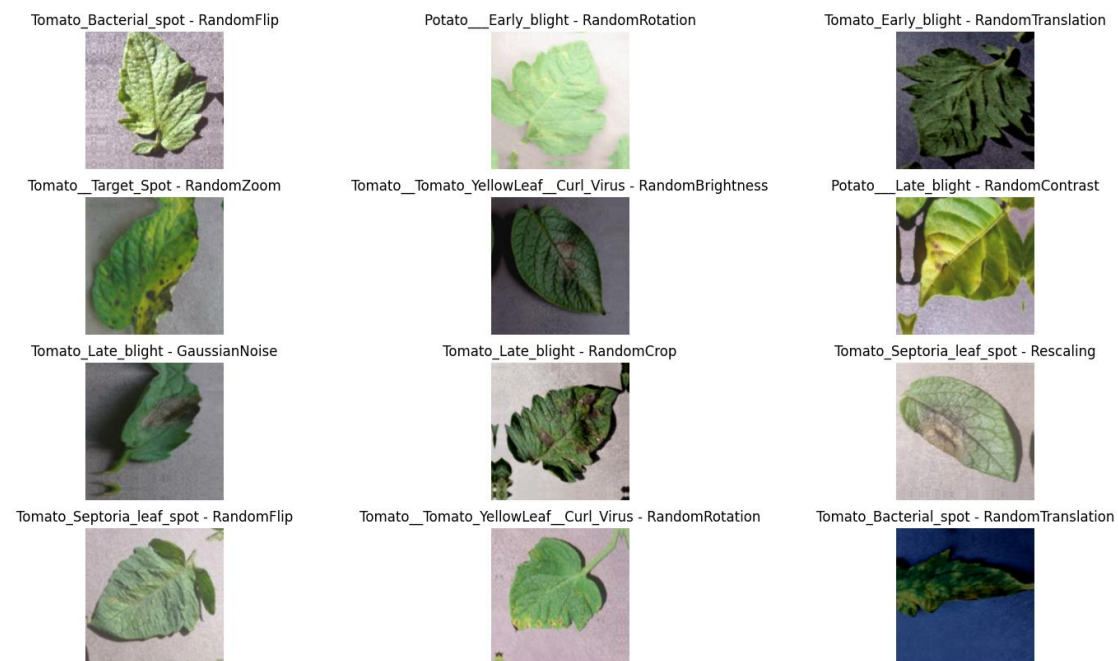 Tomato_Bacterial_spot - RandomFlip
Potato___Early_blight - RandomRotation
Tomato_Early_blight - RandomTranslation
Tomato__Target_Spot - RandomZoom
Tomato__Tomato_YellowLeaf__Curl_Virus - RandomBrightness
Potato___Late_blight - RandomContrast
Tomato_Late_blight - GaussianNoise
Tomato_Late_blight - RandomCrop
Tomato_Septoria_leaf_spot - Rescaling
Tomato_Septoria_leaf_spot - RandomFlip
Tomato__Tomato_YellowLeaf__Curl_Virus - RandomRotation
Tomato_Bacterial_spot - RandomTranslation